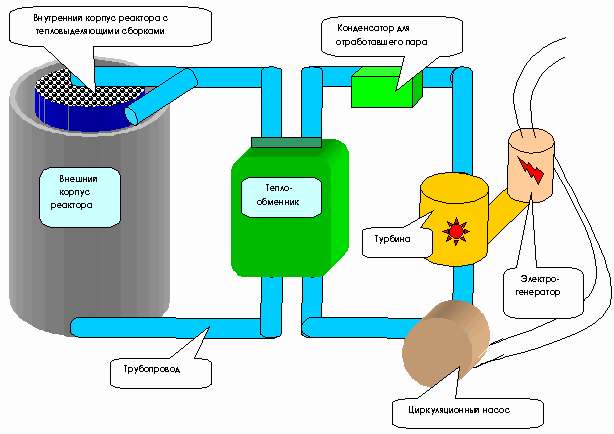 Внутренний корпус реактора с
тепловыделяющими сборками
Конденсатор для
отработавшего пара
Внешний
корпус
реактора
Тепло-
обменник
Турбина
Электро-
генератор
Трубопровод
Циркуляционный насос